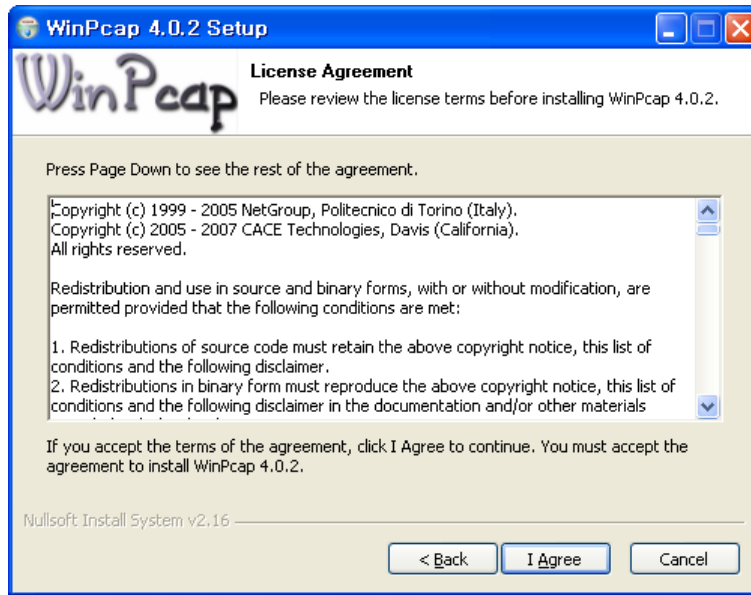 WinPcap 4.0.2 Setup
WinPcap
License Agreement
Please review the license terms before installing WinPcap 4.0.2.
Press Page Down to see the rest of the agreement.
Copyright (c) 1999 - 2005 NetGroup, Politecnico di Torino (Italy).
Copyright (c) 2005 - 2007 CACE Technologies, Davis (California).
All rights reserved.
Redistribution and use in source and binary forms, with or without modification, are
permitted provided that the following conditions are met:
1. Redistributions of source code must retain the above copyright notice, this list of
conditions and the following disclaimer.
2. Redistributions in binary form must reproduce the above copyright notice, this list of
conditions and the following disclaimer in the documentation and/or other materials
If you accept the terms of the agreement, click I Agree to continue. You must accept the
agreement to install WinPcap 4.0.2.
Nullsoft Install System v2.16
< Back
I Agree
Cancel